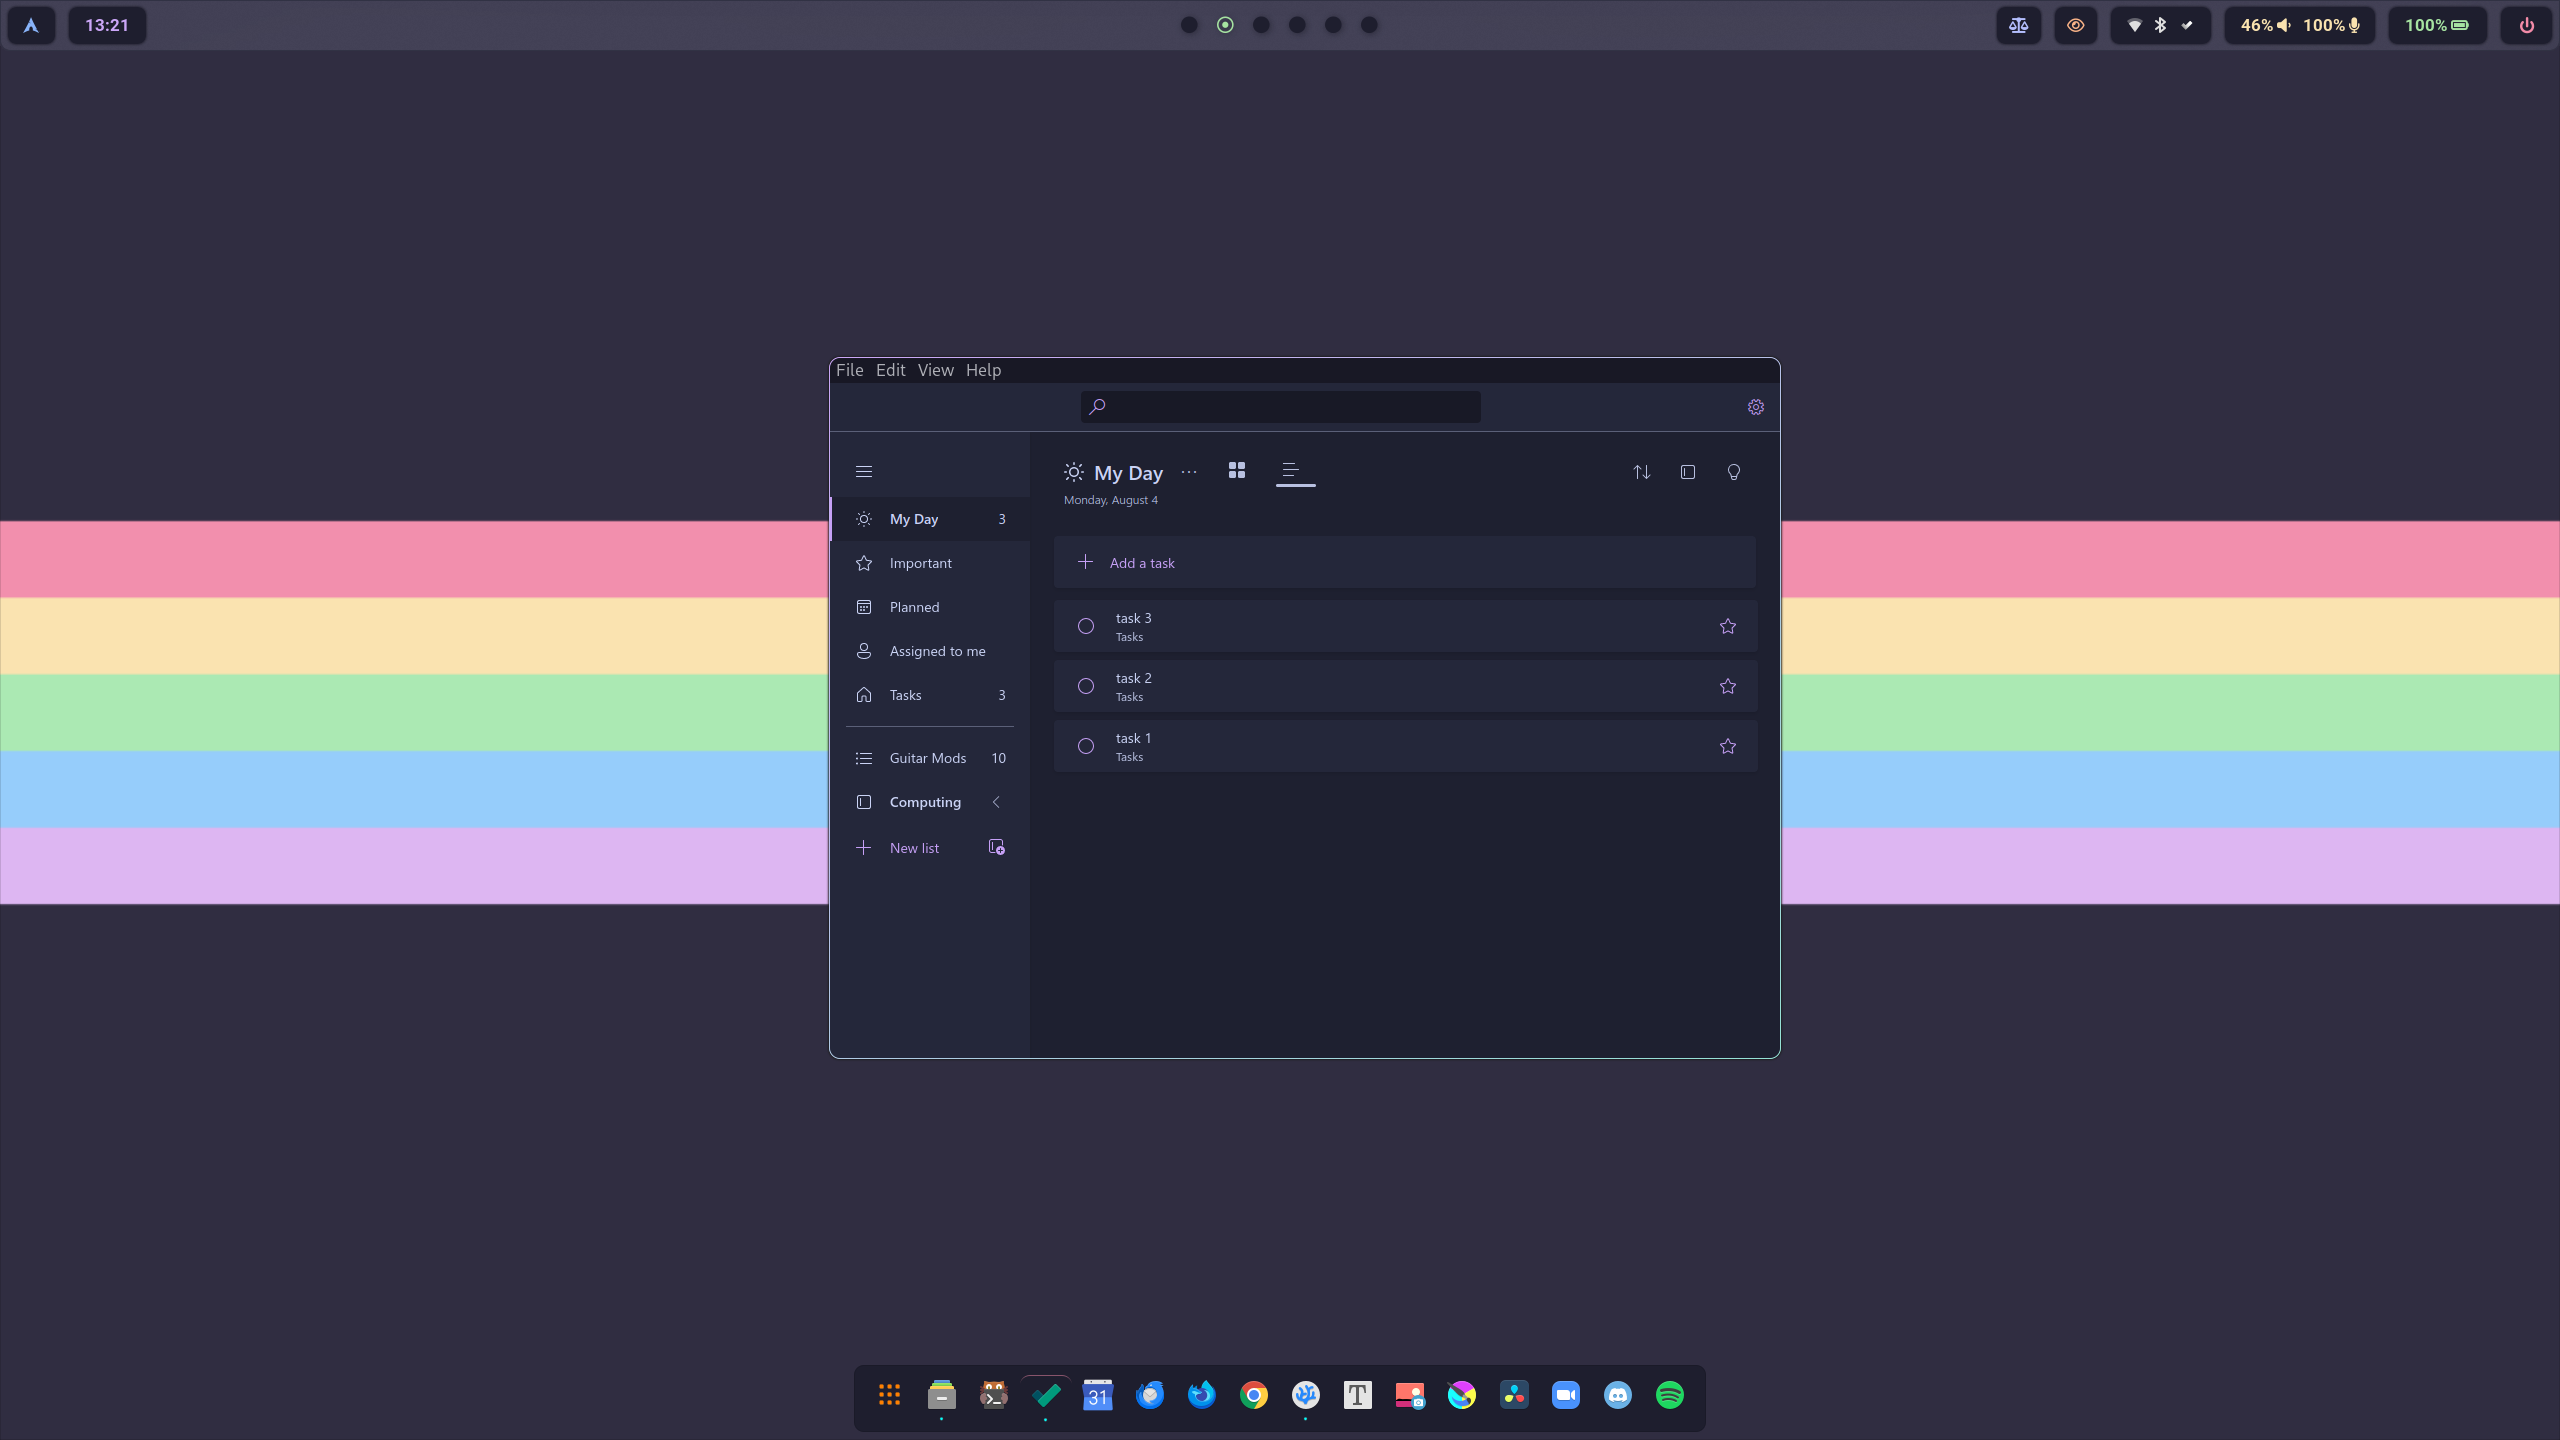 13:21
46% 100%
100%
File Edit View Help
My Day
Monday, August 4
My Day 3
Important
Planned
Assigned to me
Tasks 3
Guitar Mods 10
Computing
New list
Add a task
task 3
Tasks
task 2
Tasks
task 1
Tasks
31
T